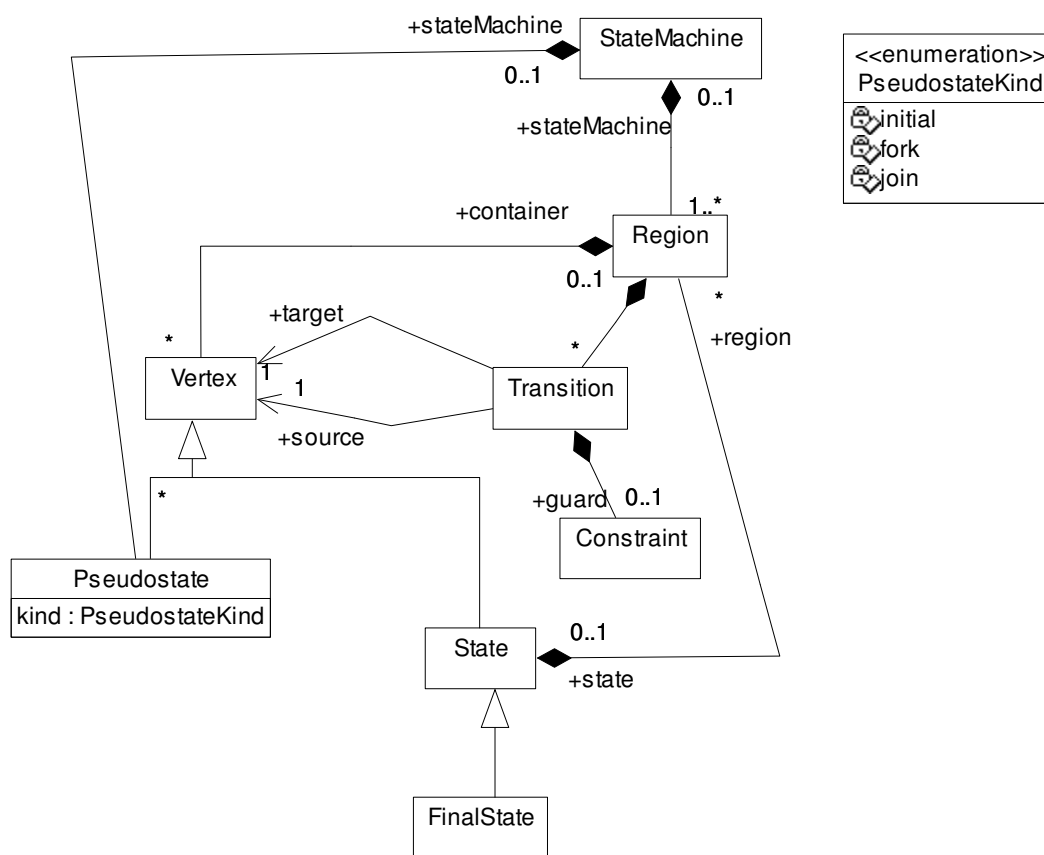 +stateMachine
StateMachine
0..1
0..1
+stateMachine
<<enumeration>>
PseudostateKind
initial
fork
join
+container
1..*
Region
0..1
*
+region
+target
*
*
Vertex
1
1
Transition
+source
*
+guard
0..1
Constraint
Pseudostate
kind : PseudostateKind
State
0..1
+state
FinalState